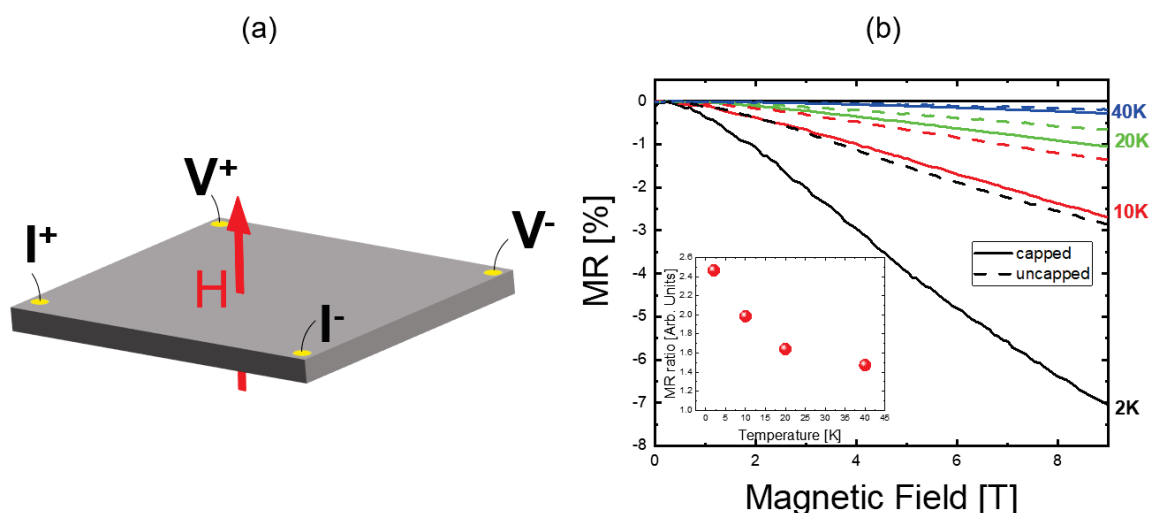 (a)
(b)
V⁺
I⁺
H
V⁻
I⁻
MR [%]
0
-1
-2
-3
-4
-5
-6
-7
-8
0
2
4
6
8
Magnetic Field [T]
40K
20K
10K
2K
capped
uncapped
MR ratio [Arb. Units]
2.6
2.4
2.2
2.0
1.8
1.6
1.4
1.2
1.0
0
5
10
15
20
25
30
35
40
45
Temperature [K]